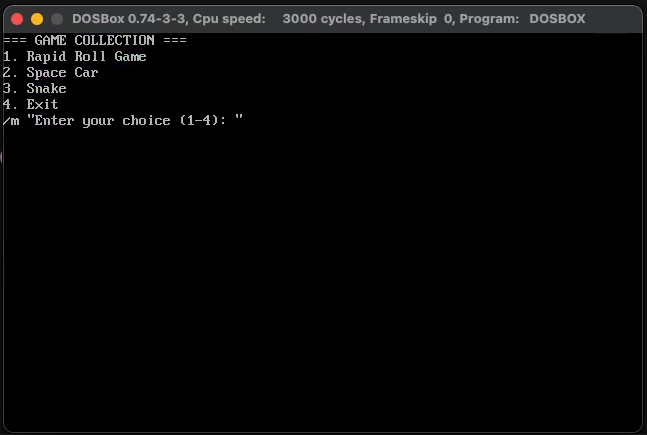 DOSBox 0.74-3-3, Cpu speed: 3000 cycles, Frameskip 0, Program: DOSBOX
=== GAME COLLECTION ===
1. Rapid Roll Game
2. Space Car
3. Snake
4. Exit
/m "Enter your choice (1-4): "